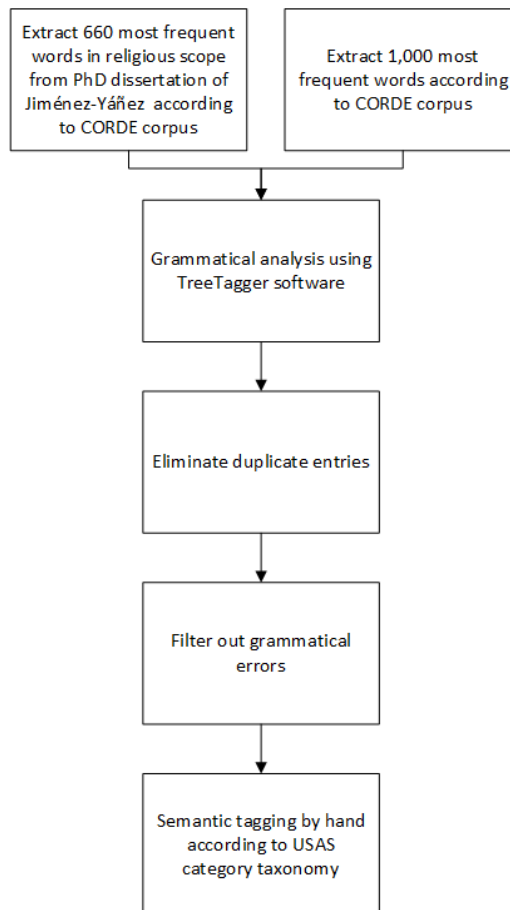 Extract 660 most frequent
words in religious scope
from PhD dissertation of
Jiménez-Yáñez according
to CORDE corpus
Extract 1,000 most
frequent words according
to CORDE corpus
Grammatical analysis using
TreeTagger software
Eliminate duplicate entries
Filter out grammatical
errors
Semantic tagging by hand
according to USAS
category taxonomy